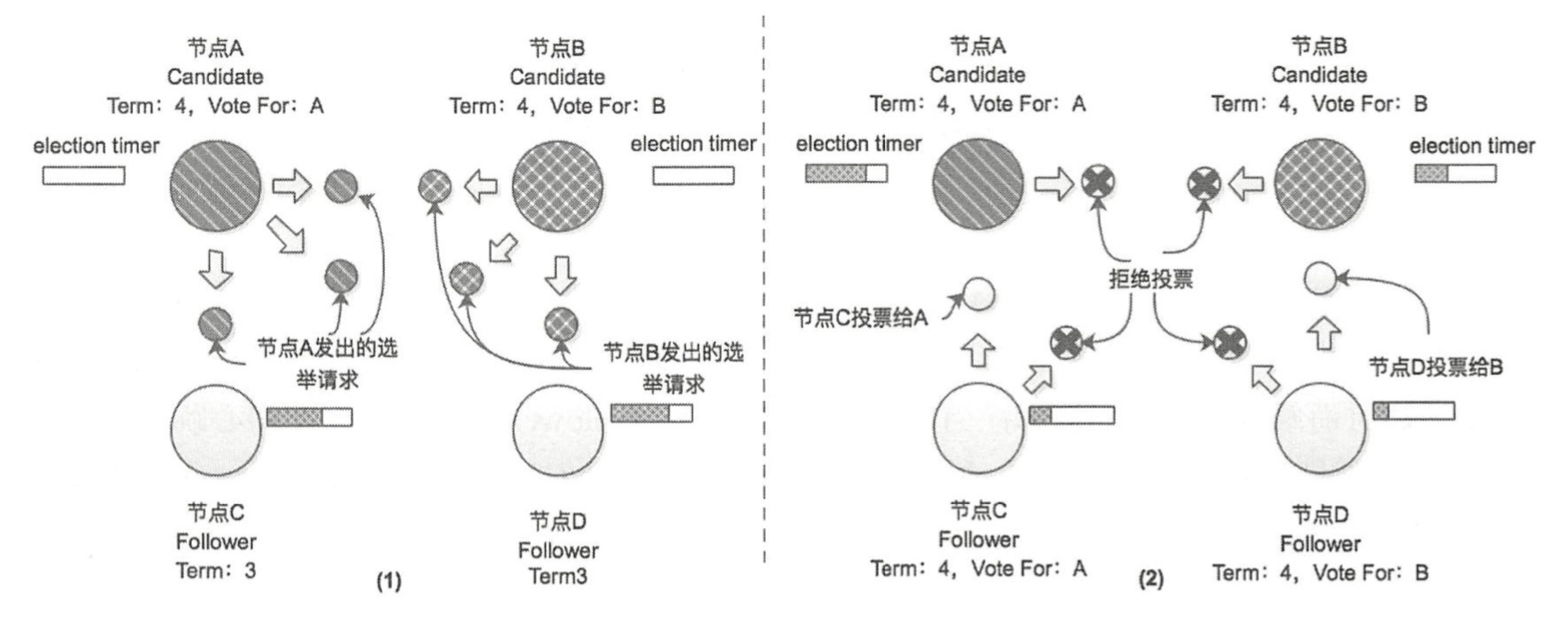 节点A
Candidate
Term: 4, Vote For: A
election timer
节点B
Candidate
Term: 4, Vote For: B
election timer
节点A发出的选
举请求
节点B发出的选
举请求
节点C
Follower
Term: 3
节点D
Follower
Term3
(1)
节点A
Candidate
Term: 4, Vote For: A
election timer
节点B
Candidate
Term: 4, Vote For: B
election timer
拒绝投票
节点C投票给A
节点D投票给B
节点C
Follower
Term: 4, Vote For: A
节点D
Follower
Term: 4, Vote For: B
(2)